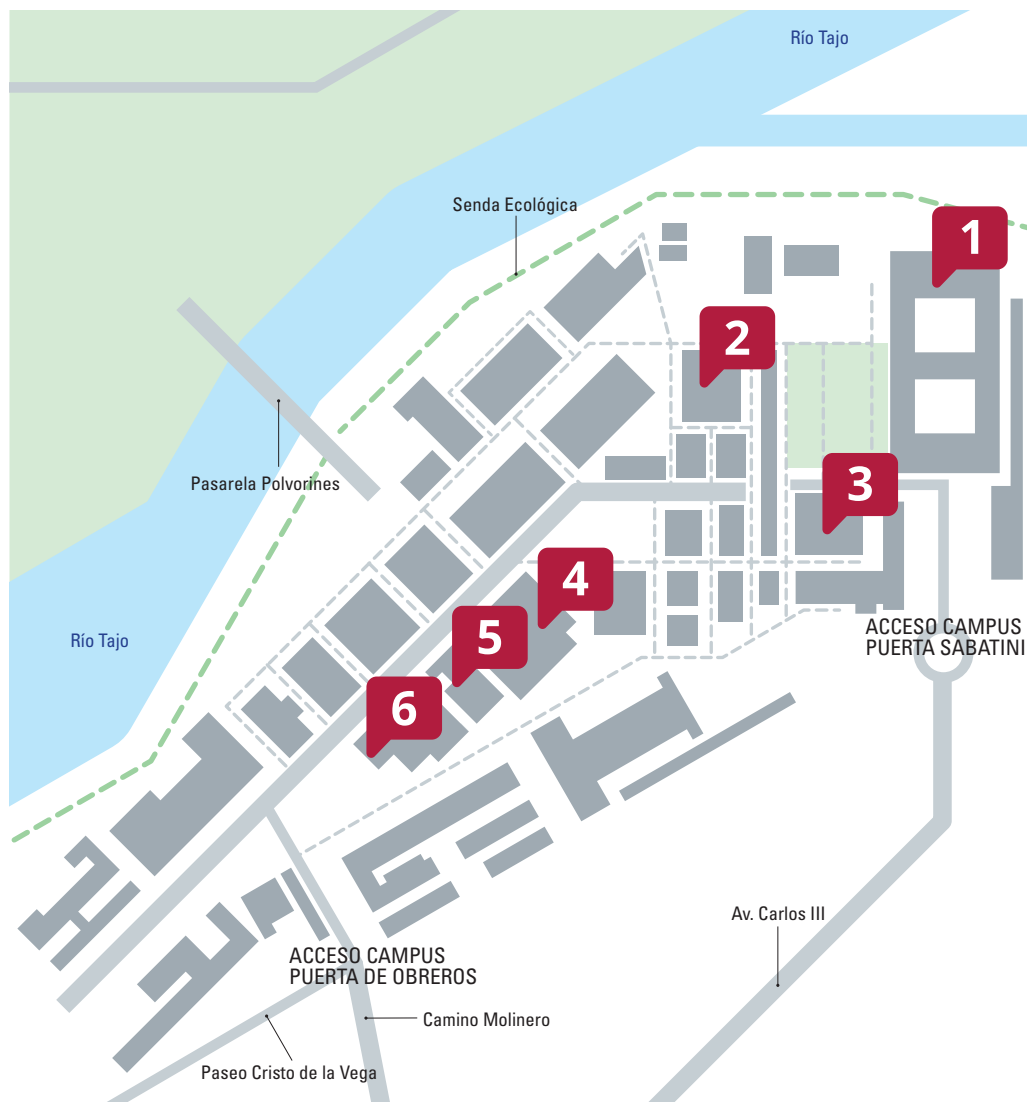 Río Tajo
Senda Ecológica
1
2
Pasarela Polvorines
3
4
ACCESO CAMPUS
PUERTA SABATINI
5
Río Tajo
6
Av. Carlos III
ACCESO CAMPUS
PUERTA DE OBREROS
Camino Molinero
Paseo Cristo de la Vega